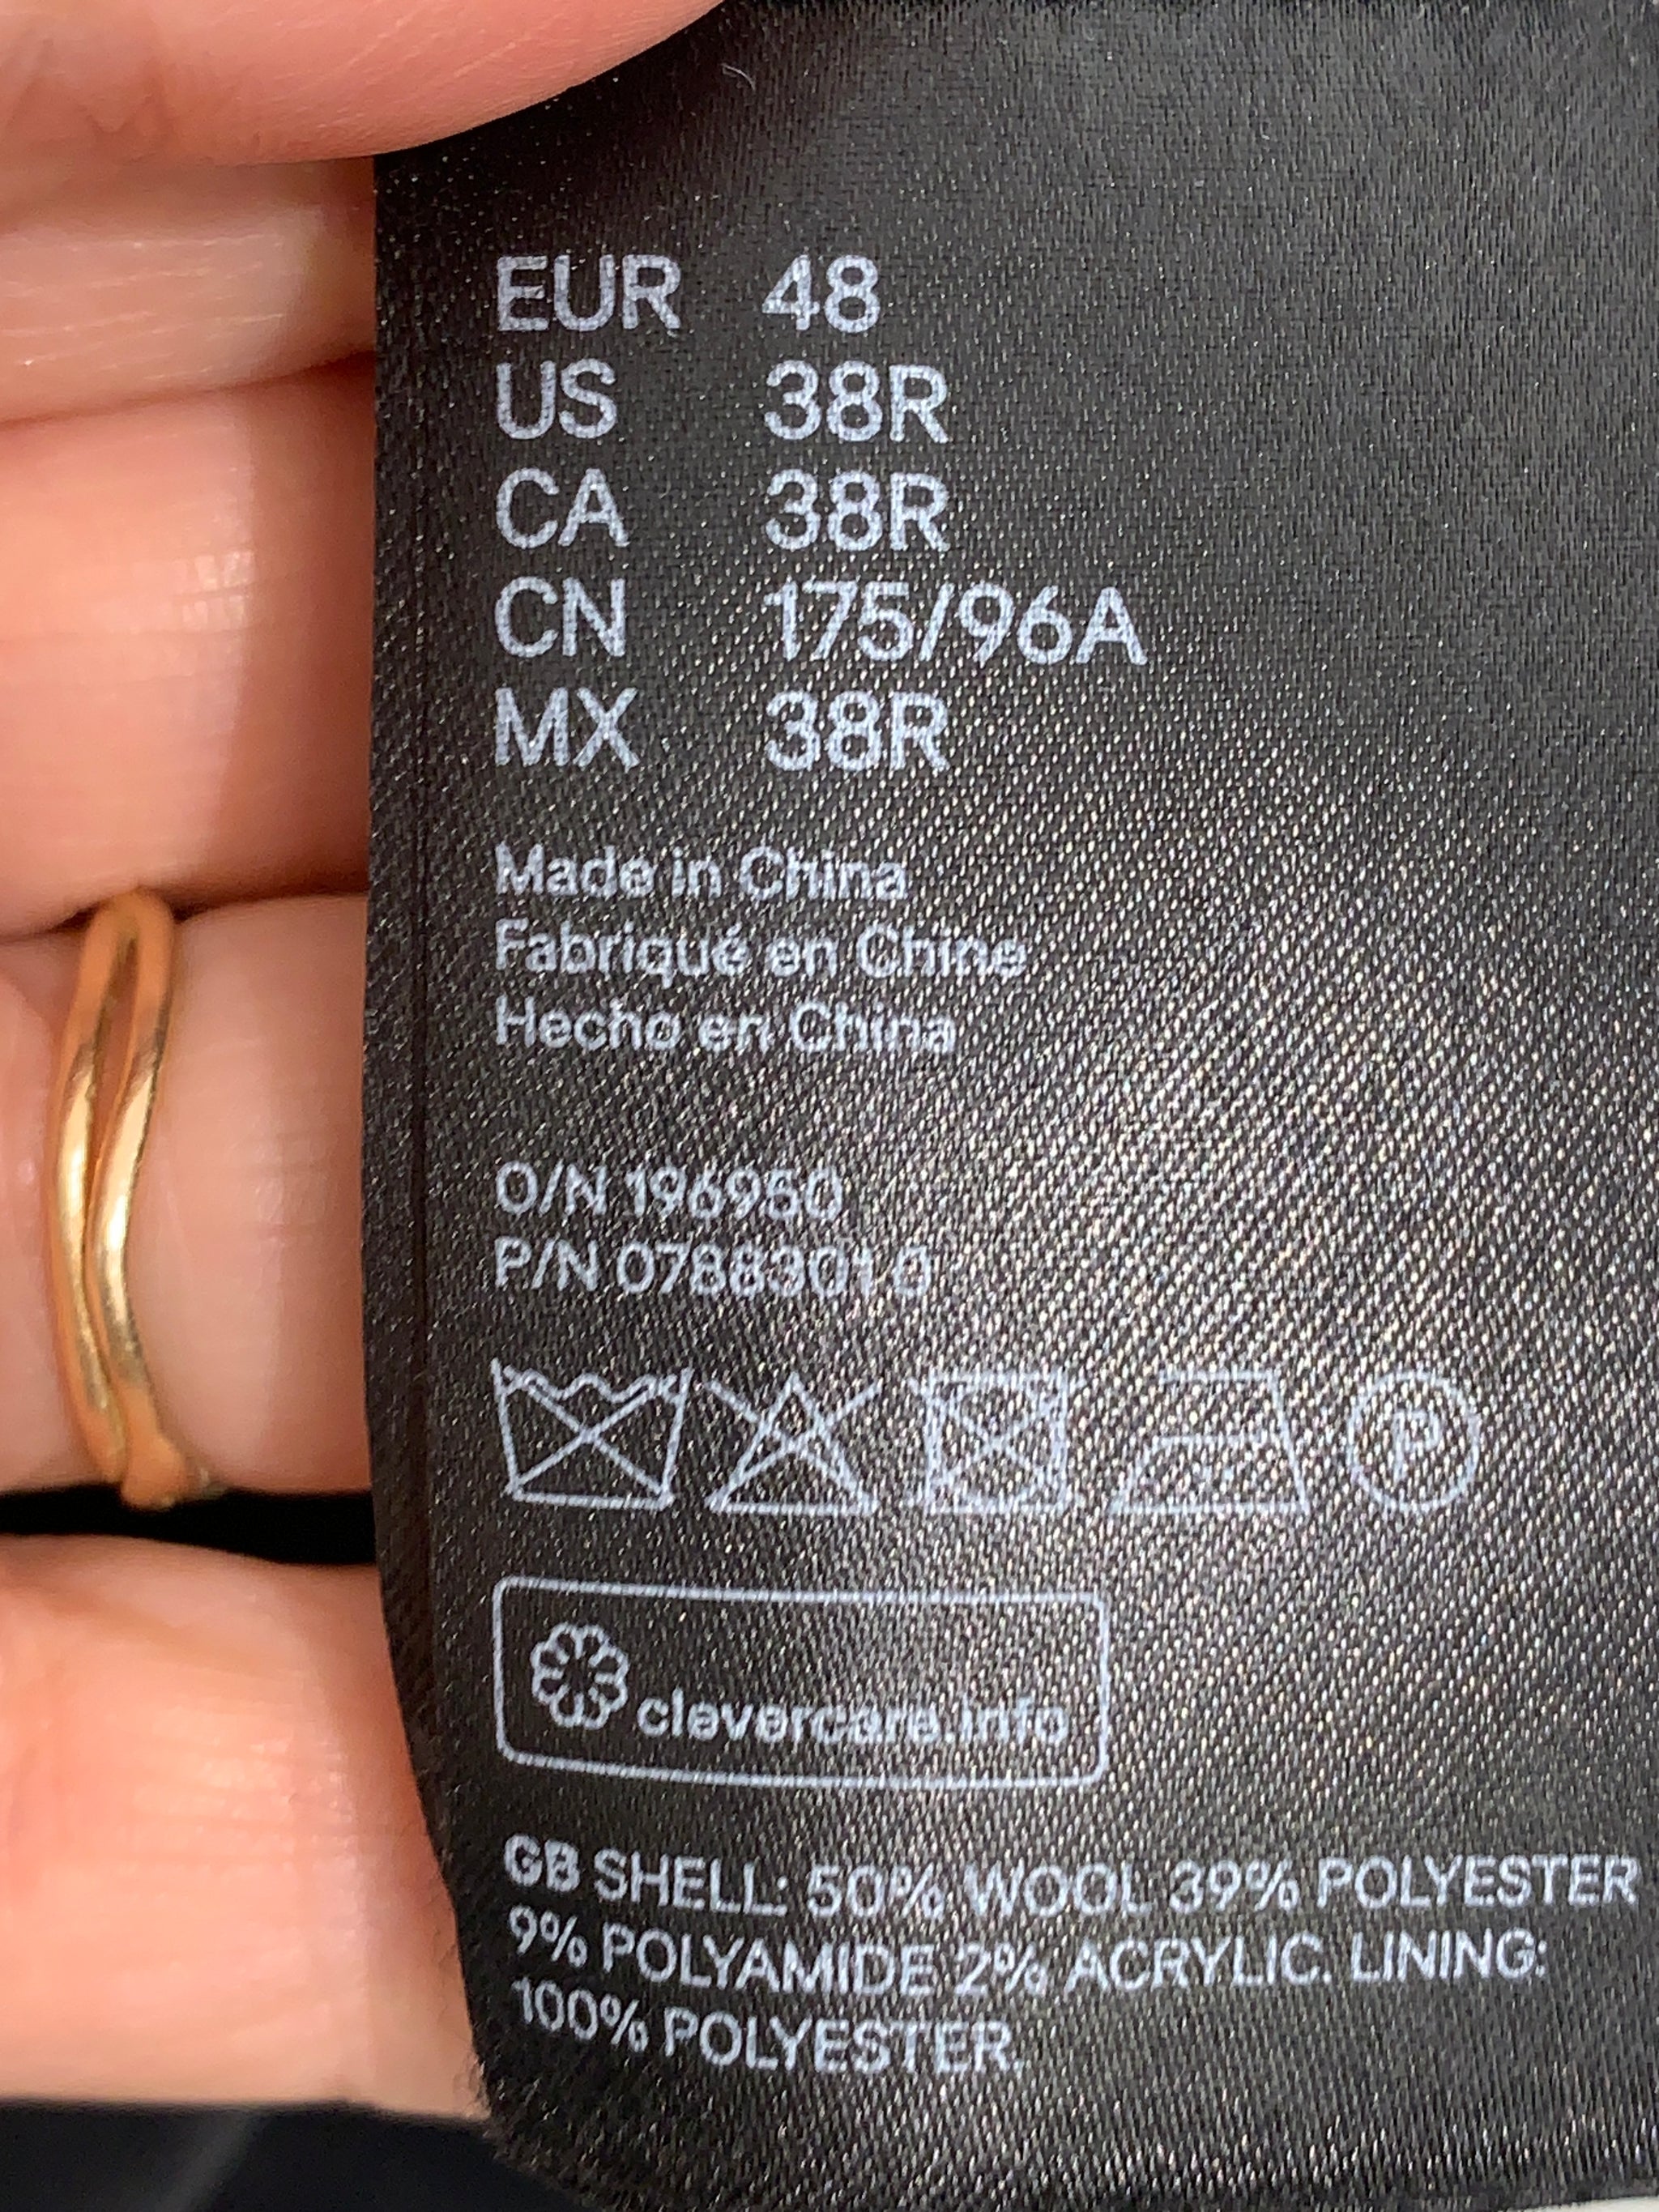 EUR 48
US 38R
CA 38R
CN 175/96A
MX 38R
Made in China
Fabriqué en Chine
Hecho en China
O/N 196950
P/N 0788301.0
P
clevercare.info
GB SHELL: 50% WOOL 39% POLYESTER
9% POLYAMIDE 2% ACRYLIC. LINING:
100% POLYESTER.